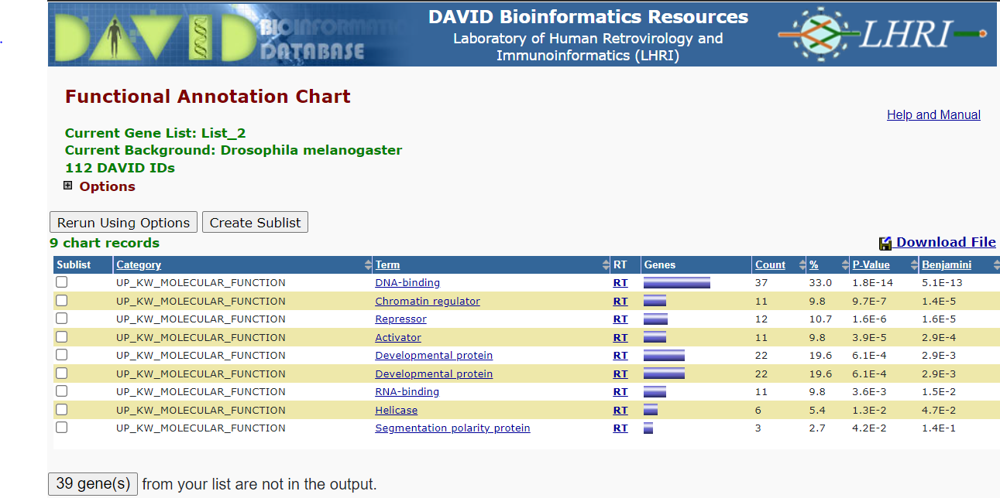 DAVID BIOINFORMATICS DATABASE
DAVID Bioinformatics Resources
Laboratory of Human Retrovirology and
Immunoinformatics (LHRI)
LHRI
Functional Annotation Chart
Help and Manual
Current Gene List: List_2
Current Background: Drosophila melanogaster
112 DAVID IDs
Options
Rerun Using Options Create Sublist
9 chart records
Download File
Sublist Category Term RT Genes Count % P-Value Benjamini
UP_KW_MOLECULAR_FUNCTION DNA-binding RT 37 33.0 1.8E-14 5.1E-13
UP_KW_MOLECULAR_FUNCTION Chromatin regulator RT 11 9.8 9.7E-7 1.4E-5
UP_KW_MOLECULAR_FUNCTION Repressor RT 12 10.7 1.6E-6 1.6E-5
UP_KW_MOLECULAR_FUNCTION Activator RT 11 9.8 3.9E-5 2.9E-4
UP_KW_MOLECULAR_FUNCTION Developmental protein RT 22 19.6 6.1E-4 2.9E-3
UP_KW_MOLECULAR_FUNCTION Developmental protein RT 22 19.6 6.1E-4 2.9E-3
UP_KW_MOLECULAR_FUNCTION RNA-binding RT 11 9.8 3.6E-3 1.5E-2
UP_KW_MOLECULAR_FUNCTION Helicase RT 6 5.4 1.3E-2 4.7E-2
UP_KW_MOLECULAR_FUNCTION Segmentation polarity protein RT 3 2.7 4.2E-2 1.4E-1
39 gene(s) from your list are not in the output.